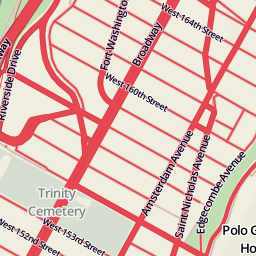 West 164th Street
Fort Washington
Broadway
West 160th Street
Riverside Drive
Amsterdam Avenue
Saint Nicholas Avenue
Edgecombe Avenue
Trinity
Cemetery
West 153rd Street
West 152nd Street
Polo G
Ho
way